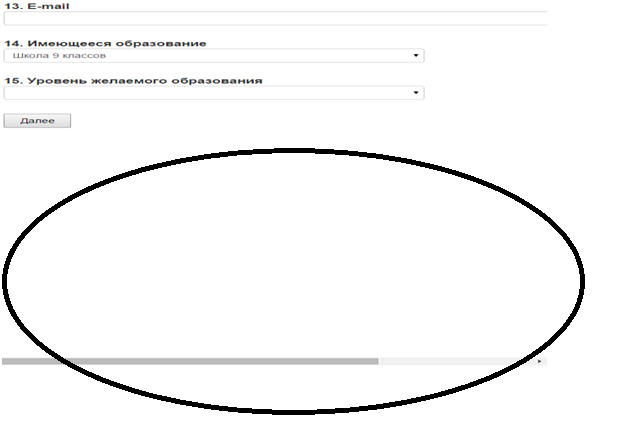 13. E-mail
14. Имеющееся образование
Школа 9 классов
15. Уровень желаемого образования
Далее